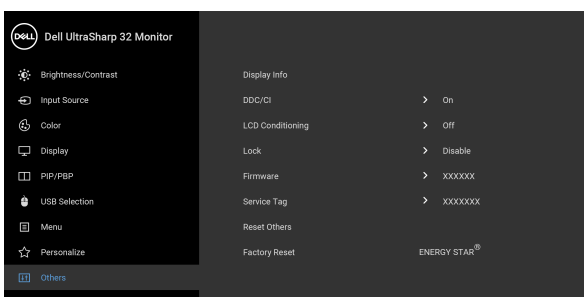 DELL Dell UltraSharp 32 Monitor
Brightness/Contrast Display Info
Input Source DDC/CI > On
Color LCD Conditioning > Off
Display Lock > Disable
PIP/PBP Firmware > XXXXXX
USB Selection Service Tag > XXXXXXX
Menu Reset Others
Personalize Factory Reset ENERGY STAR®
Others